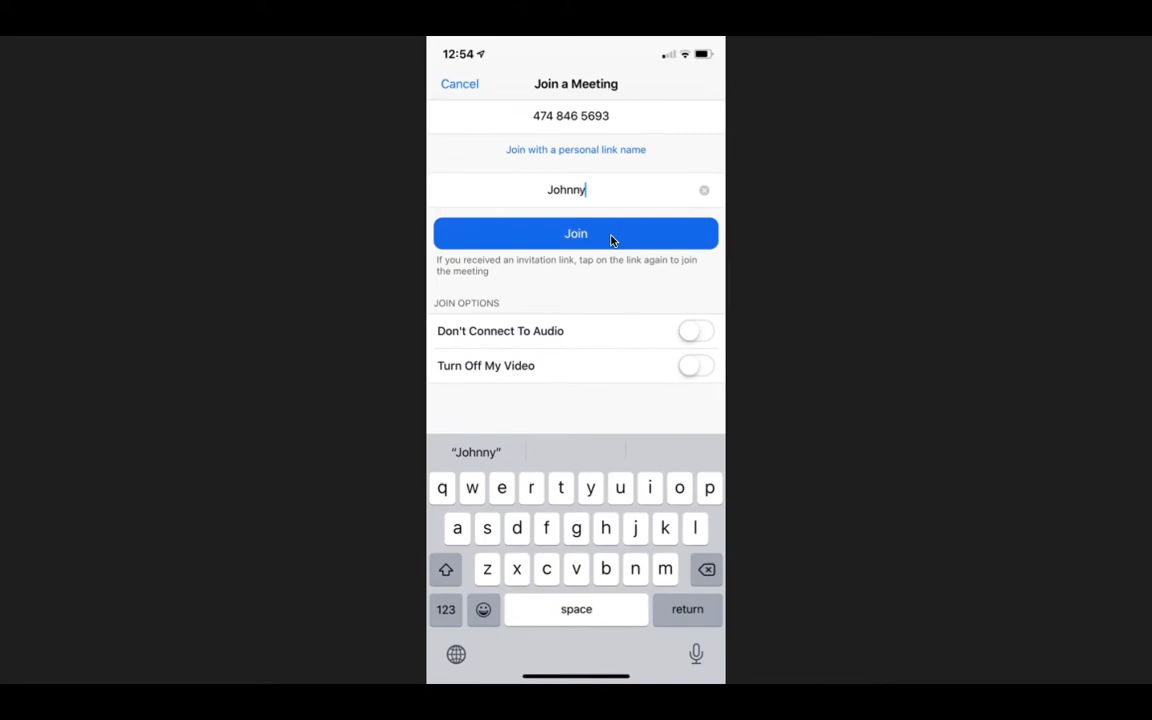 12:54
Cancel Join a Meeting
474 846 5693
Join with a personal link name
Johnny
Join
If you received an invitation link, tap on the link again to join
the meeting
JOIN OPTIONS
Don't Connect To Audio
Turn Off My Video
“Johnny”
q w e r t y u i o p
a s d f g h j k l
z x c v b n m
123 space return